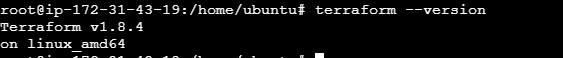 root@ip-172-31-43-19:/home/ubuntu# terraform --version
Terraform v1.8.4
on linux_amd64